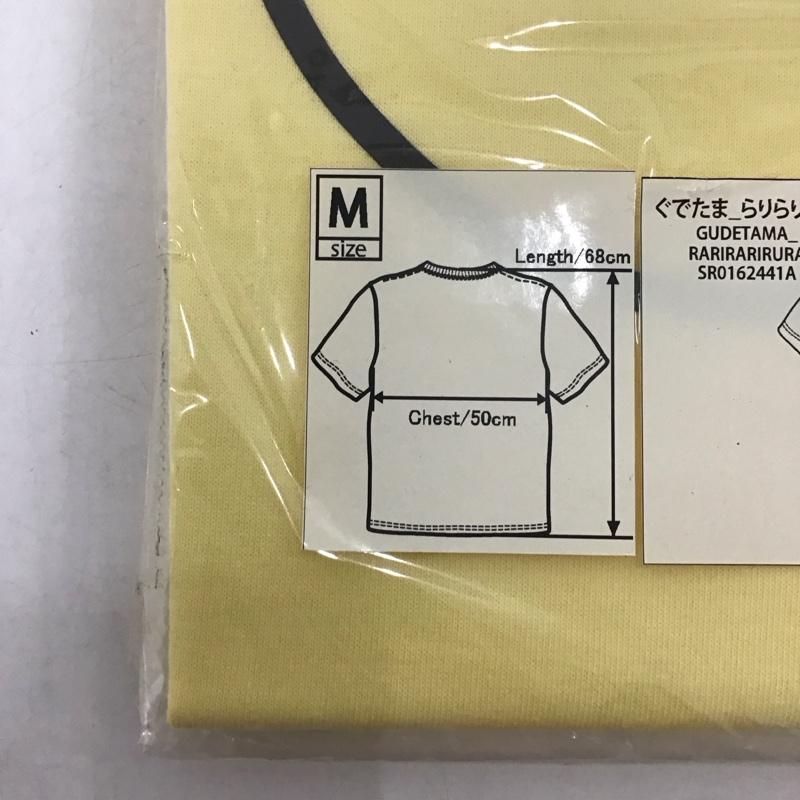 M
size
Length/68cm
Chest/50cm
ぐでたま_らりらり
GUDETAMA_
RARIRARIRURA
SR0162441A